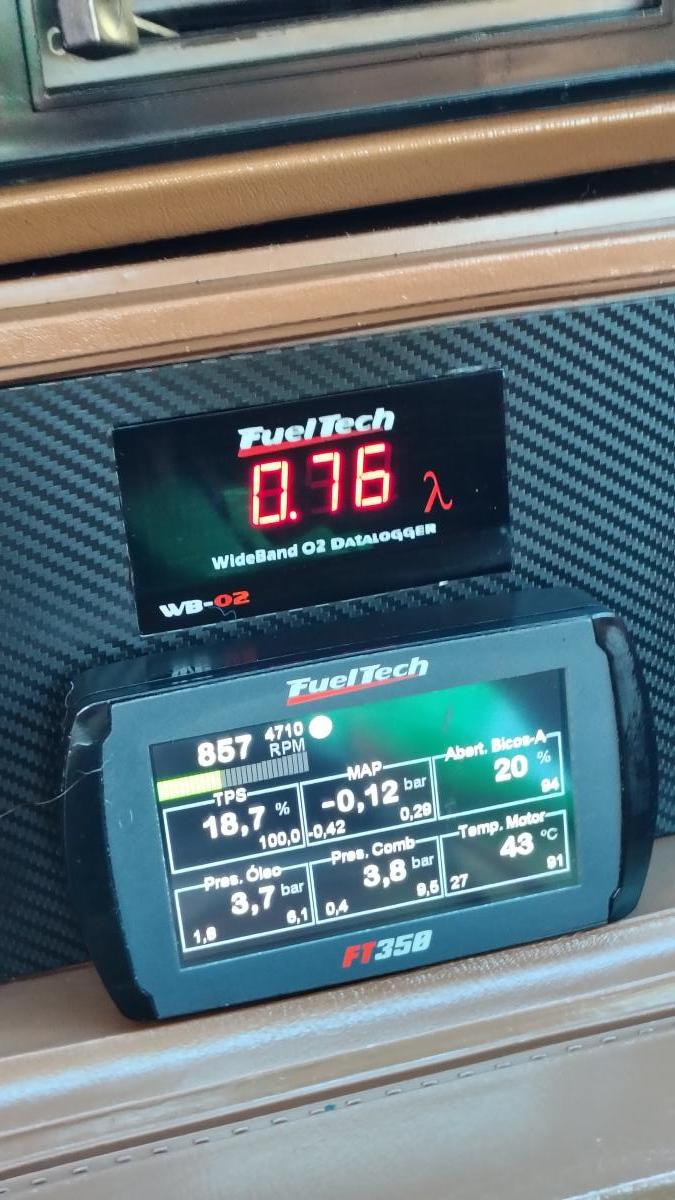 FuelTech
0.76 λ
WideBand O2 DATALOGGER
WB-O2
FuelTech
857 4710
RPM
TPS
18,7 %
100,0
MAP
-0,12 bar
-0,42 0,29
Abert. Bicos-A
20 %
94
Pres. Óleo
3,7 bar
1,6 6,1
Pres. Comb
3,8 bar
0,4 9,5
Temp. Motor
43 °C
27 91
FT350